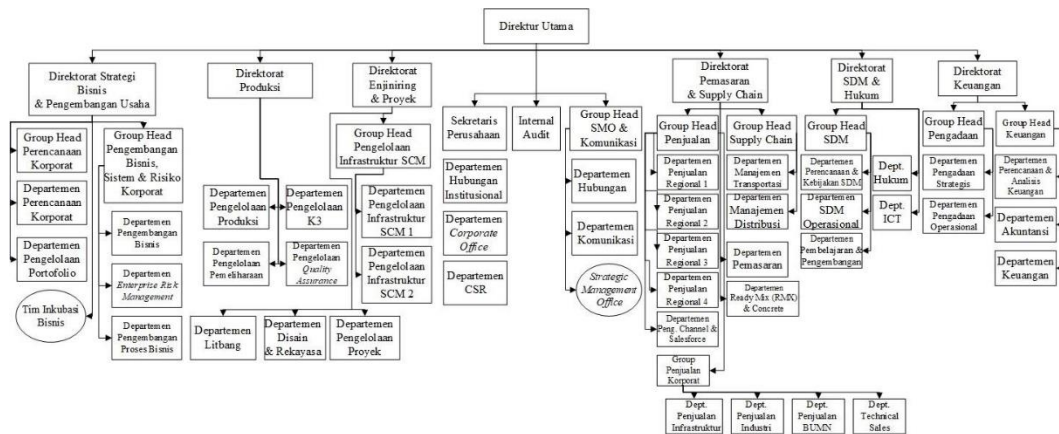 Direktur Utama
Direktorat Strategi
Bisnis
& Pengembangan Usaha
Direktorat
Produksi
Direktorat
Enjiniring
& Proyek
Direktorat
Pemasaran
& Supply Chain
Direktorat
SDM &
Hukum
Direktorat
Keuangan
Group Head
Perencanaan
Korporat
Departemen
Perencanaan
Korporat
Departemen
Pengelolaan
Portofolio
Tim Inkubasi
Bisnis
Group Head
Pengembangan
Bisnis,
Sistem & Risiko
Korporat
Departemen
Pengembangan
Bisnis
Departemen
Enterprise Risk
Management
Departemen
Pengembangan
Proses Bisnis
Departemen
Pengelolaan
Produksi
Departemen
Pengelolaan
K3
Departemen
Pengelolaan
Pemeliharaan
Departemen
Pengelolaan
Quality
Assurance
Group Head
Pengelolaan
Infrastruktur SCM
Departemen
Pengelolaan
Infrastruktur
SCM 1
Departemen
Pengelolaan
Infrastruktur
SCM 2
Departemen
Litbang
Departemen
Disain
& Rekayasa
Departemen
Pengelolaan
Proyek
Sekretaris
Perusahaan
Departemen
Hubungan
Institusional
Departemen
Corporate
Office
Departemen
CSR
Internal
Audit
Group Head
SMO &
Komunikasi
Departemen
Hubungan
Departemen
Komunikasi
Strategic
Management
Office
Group Head
Penjualan
Departemen
Penjualan
Regional 1
Departemen
Penjualan
Regional 2
Departemen
Penjualan
Regional 3
Departemen
Penjualan
Regional 4
Departemen
Peng. Channel &
Salesforce
Group
Penjualan
Korporat
Dept.
Penjualan
Infrastruktur
Dept.
Penjualan
Industri
Dept.
Penjualan
BUMN
Dept.
Technical
Sales
Group Head
Supply Chain
Departemen
Manajemen
Transportasi
Departemen
Manajemen
Distribusi
Departemen
Pemasaran
Departemen
Ready Mix (RMX)
& Concrete
Group Head
SDM
Departemen
Perencanaan &
Kebijakan SDM
Departemen
SDM
Operasional
Departemen
Pembelajaran &
Pengembangan
Dept.
Hukum
Dept.
ICT
Group Head
Pengadaan
Departemen
Pengadaan
Strategis
Departemen
Pengadaan
Operasional
Group Head
Keuangan
Departemen
Perencanaan &
Analisis
Keuangan
Departemen
Akuntansi
Departemen
Keuangan